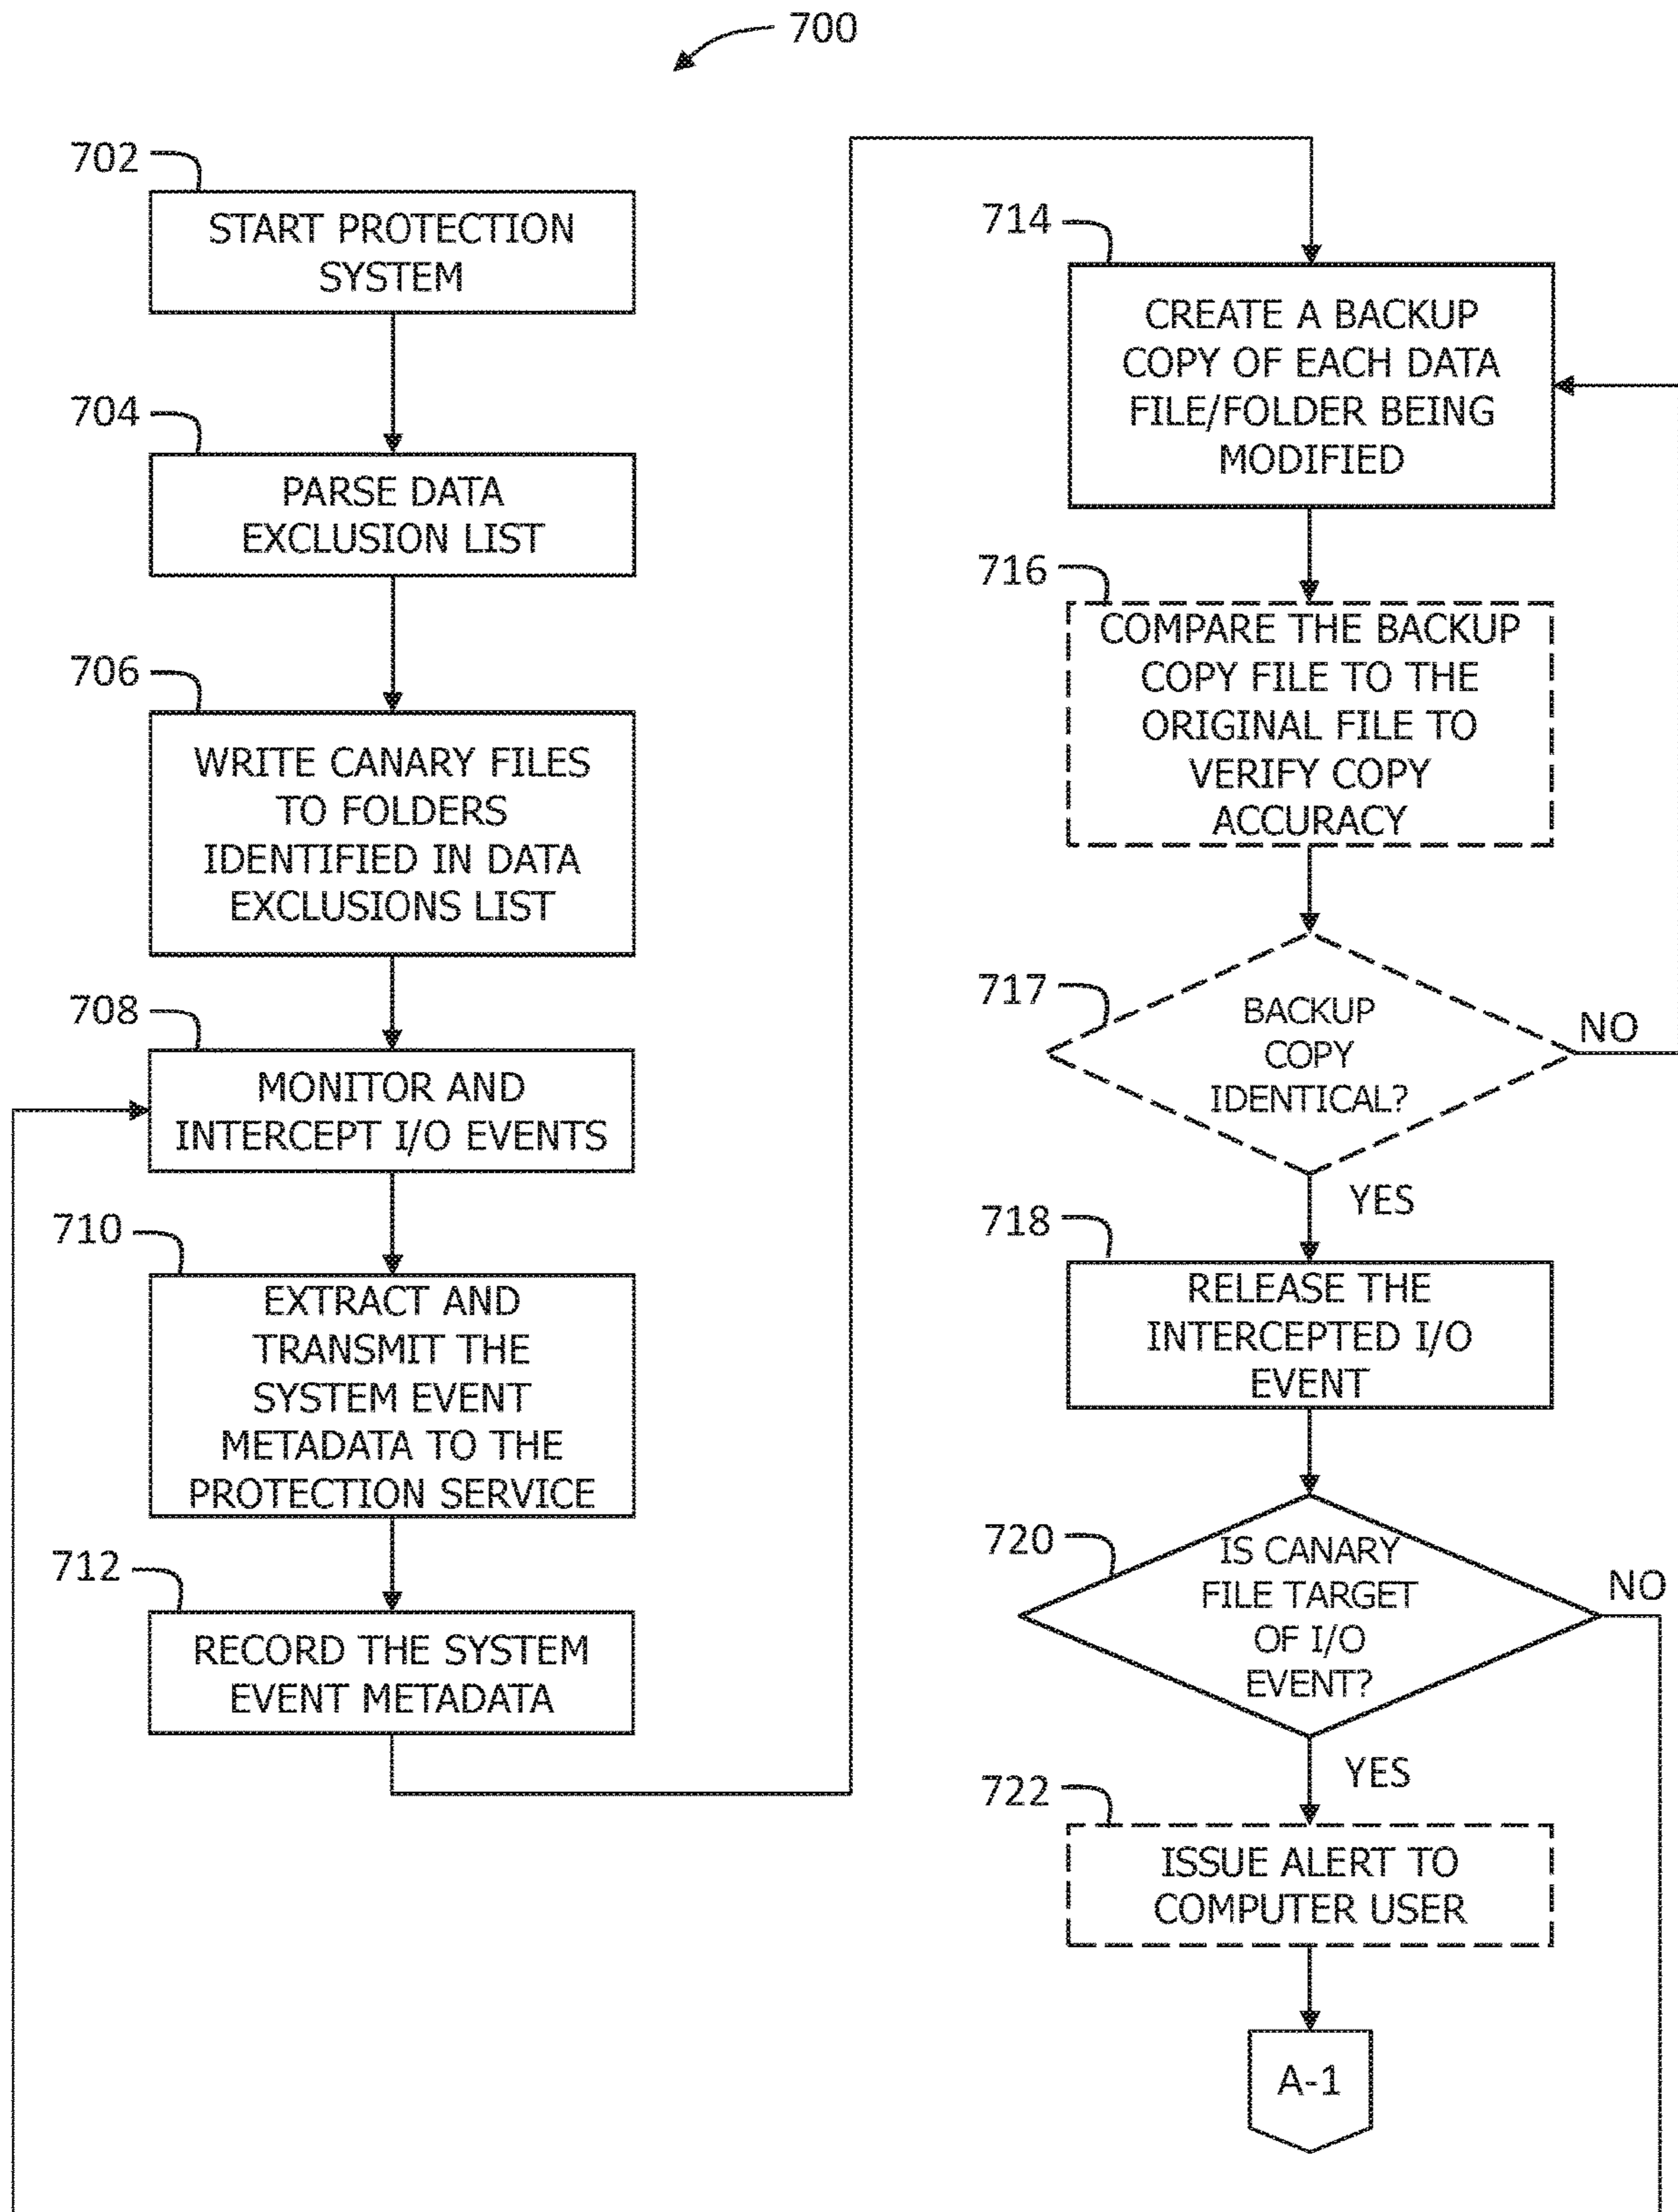 700
702
START PROTECTION
SYSTEM
704
PARSE DATA
EXCLUSION LIST
706
WRITE CANARY FILES
TO FOLDERS
IDENTIFIED IN DATA
EXCLUSIONS LIST
708
MONITOR AND
INTERCEPT I/O EVENTS
710
EXTRACT AND
TRANSMIT THE
SYSTEM EVENT
METADATA TO THE
PROTECTION SERVICE
712
RECORD THE SYSTEM
EVENT METADATA
714
CREATE A BACKUP
COPY OF EACH DATA
FILE/FOLDER BEING
MODIFIED
716
COMPARE THE BACKUP
COPY FILE TO THE
ORIGINAL FILE TO
VERIFY COPY
ACCURACY
717
BACKUP
COPY
IDENTICAL?
NO
YES
718
RELEASE THE
INTERCEPTED I/O
EVENT
720
IS CANARY
FILE TARGET
OF I/O
EVENT?
NO
YES
722
ISSUE ALERT TO
COMPUTER USER
A-1